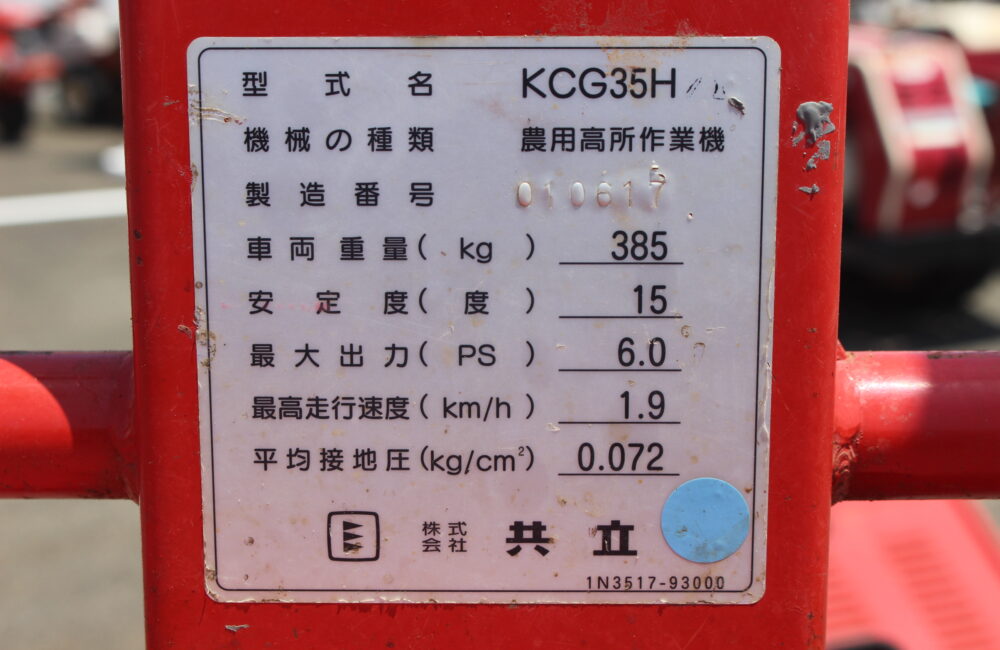 型式名 KCG35H
機械の種類 農用高所作業機
製造番号 010617
車両重量(kg) 385
安定度(度) 15
最大出力(PS) 6.0
最高走行速度(km/h) 1.9
平均接地圧(kg/cm²) 0.072
株式会社 共立
1N3517-93000